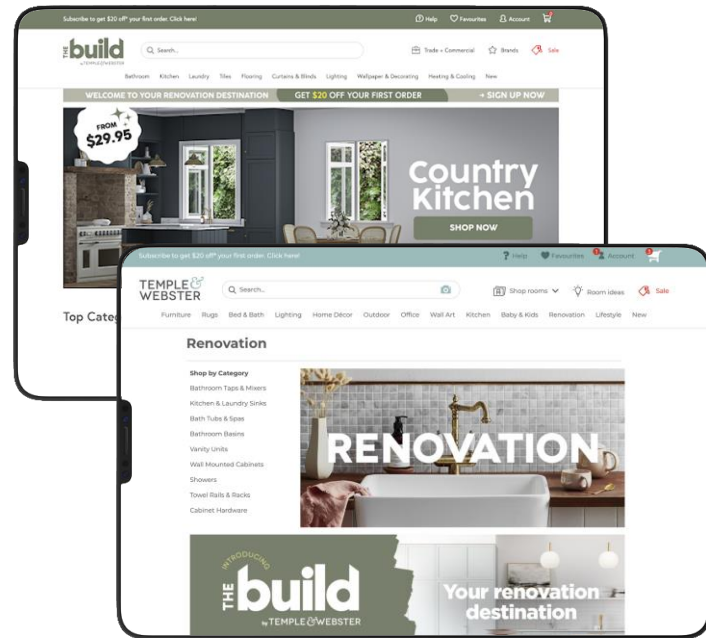 Subscribe to get $20 off* your first order. Click here!
Help Favourites Account
THE build
by TEMPLE & WEBSTER
Search...
Trade + Commercial Brands Sale
Bathroom Kitchen Laundry Tiles Flooring Curtains & Blinds Lighting Wallpaper & Decorating Heating & Cooling New
WELCOME TO YOUR RENOVATION DESTINATION GET $20 OFF YOUR FIRST ORDER → SIGN UP NOW
FROM
$29.95
Country
Kitchen
SHOP NOW
Top Categ
Subscribe to get $20 off* your first order. Click here!
Help Favourites 1 Account 9
TEMPLE &
WEBSTER
Search...
Shop rooms Room ideas Sale
Furniture Rugs Bed & Bath Lighting Home Décor Outdoor Office Wall Art Kitchen Baby & Kids Renovation Lifestyle New
Renovation
Shop by Category
Bathroom Taps & Mixers
Kitchen & Laundry Sinks
Bath Tubs & Spas
Bathroom Basins
Vanity Units
Wall Mounted Cabinets
Showers
Towel Rails & Racks
Cabinet Hardware
RENOVATION
INTRODUCING
THE build
by TEMPLE & WEBSTER
Your renovation
destination